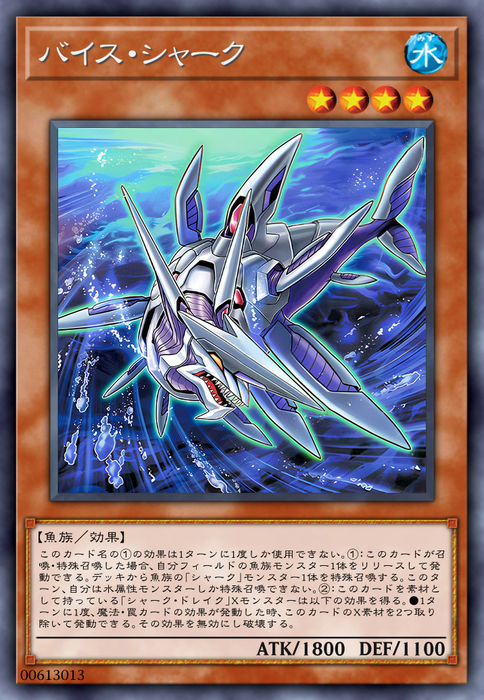 バイス・シャーク
みず
水
【魚族／効果】
このカード名の①の効果は1ターンに1度しか使用できない。①：このカードが召
喚・特殊召喚した場合、自分フィールドの魚族モンスター1体をリリースして発
動できる。デッキから魚族の「シャーク」モンスター1体を特殊召喚する。このタ
ーン、自分は水属性モンスターしか特殊召喚できない。②：このカードを素材と
して持っている「シャーク・ドレイク」Xモンスターは以下の効果を得る。●1タ
ーンに1度、魔法・罠カードの効果が発動した時、このカードのX素材を2つ取り
除いて発動できる。その効果を無効にし破壊する。
ATK/1800 DEF/1100
00613013